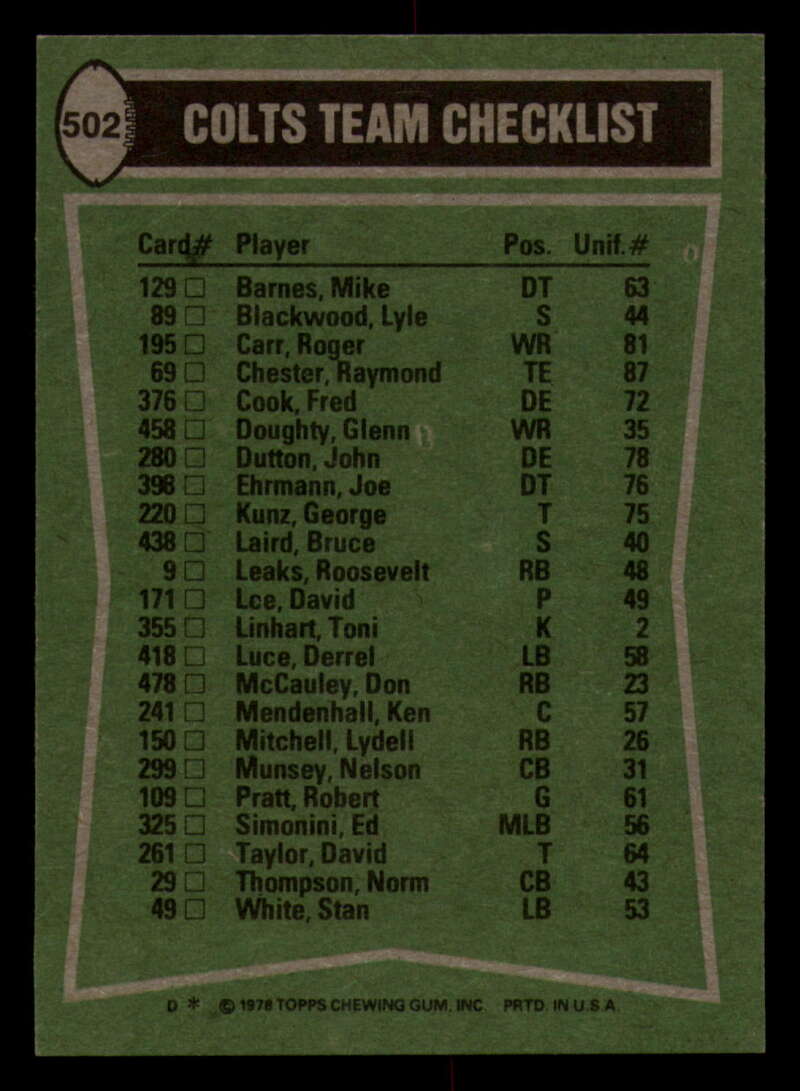 502
COLTS TEAM CHECKLIST
Card# Player Pos. Unif.#
129 Barnes, Mike DT 63
89 Blackwood, Lyle S 44
195 Carr, Roger WR 81
69 Chester, Raymond TE 87
376 Cook, Fred DE 72
458 Doughty, Glenn WR 35
280 Dutton, John DE 78
398 Ehrmann, Joe DT 76
220 Kunz, George T 75
438 Laird, Bruce S 40
9 Leaks, Roosevelt RB 48
171 Lee, David P 49
355 Linhart, Toni K 2
418 Luce, Derrel LB 58
478 McCauley, Don RB 23
241 Mendenhall, Ken C 57
150 Mitchell, Lydell RB 26
299 Munsey, Nelson CB 31
109 Pratt, Robert G 61
325 Simonini, Ed MLB 56
261 Taylor, David T 64
29 Thompson, Norm CB 43
49 White, Stan LB 53
D * © 1978 TOPPS CHEWING GUM, INC. PRTD. IN U.S.A.